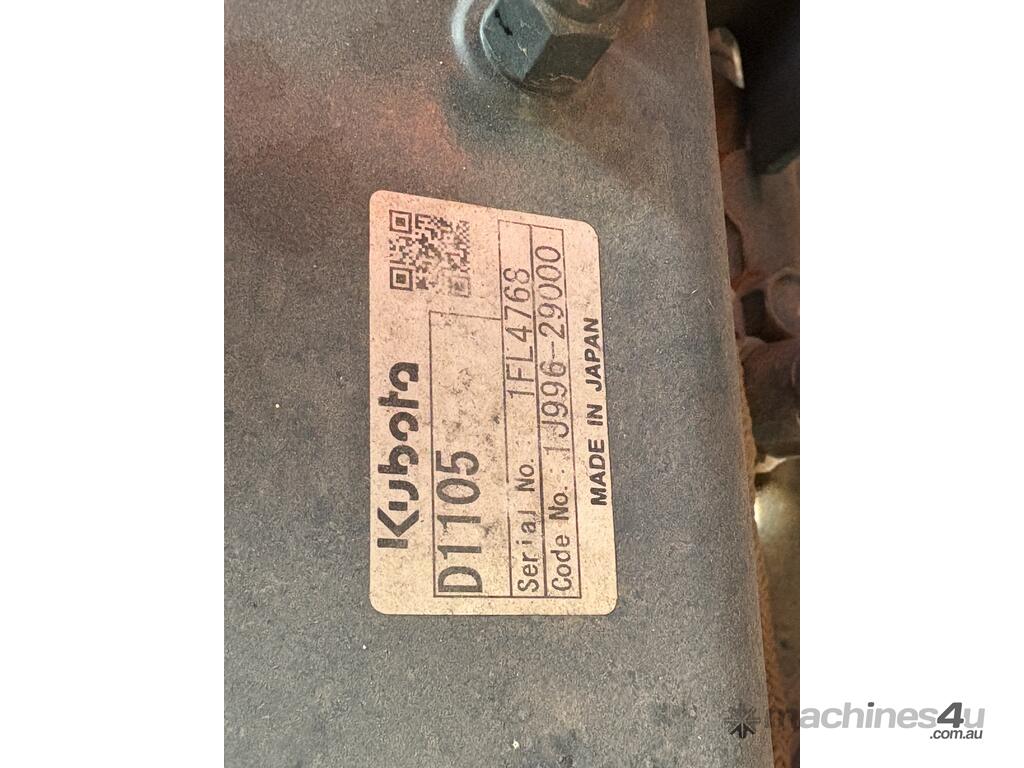 Kubota
D1105
Serial No. 1FL4768
Code No.: 1J996-29000
MADE IN JAPAN
machines4u
.com.au